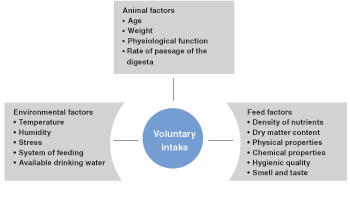 Animal factors
• Age
• Weight
• Physiological function
• Rate of passage of the
digesta
Environmental factors
• Temperature
• Humidity
• Stress
• System of feeding
• Available drinking water
Voluntary
intake
Feed factors
• Density of nutrients
• Dry matter content
• Physical properties
• Chemical properties
• Hygienic quality
• Smell and taste